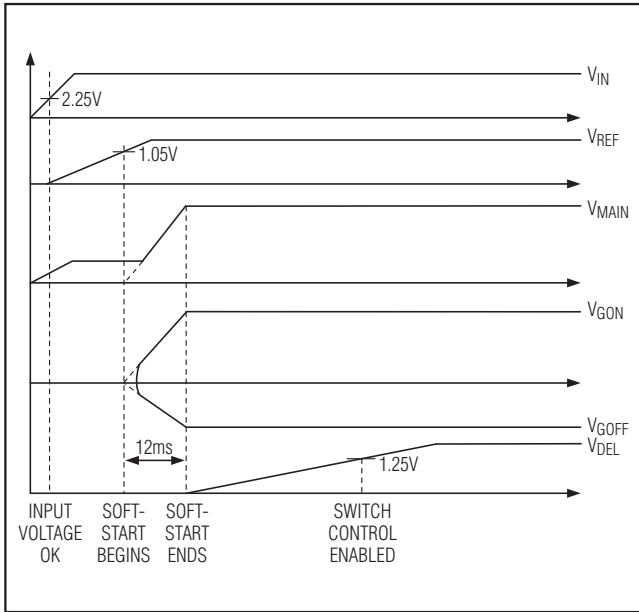 VIN
2.25V
VREF
1.05V
VMAIN
VGON
VGOFF
12ms
VDEL
1.25V
INPUT
VOLTAGE
OK
SOFT-
START
BEGINS
SOFT-
START
ENDS
SWITCH
CONTROL
ENABLED